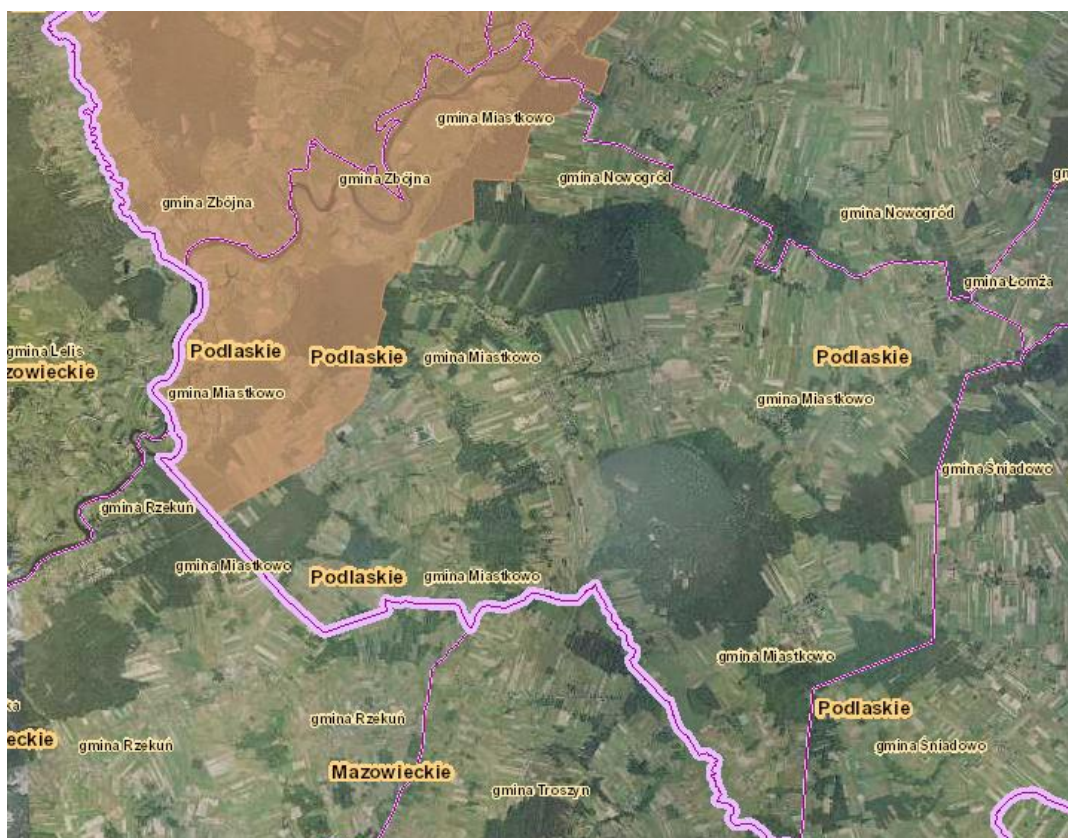 gmina Miastkowo
gmina Zbójna
gmina Nowogród
gmina Zbójna
gmina Nowogród
gmina Łomża
gmina Lelis
zowieckie
Podlaskie
Podlaskie
gmina Miastkowo
Podlaskie
gmina Miastkowo
gmina Miastkowo
gmina Śniadowo
gmina Rzekuń
gmina Miastkowo
Podlaskie
gmina Miastkowo
gmina Miastkowo
ka
Podlaskie
gmina Rzekuń
eckie
gmina Rzekuń
gmina Śniadowo
Mazowieckie
gmina Troszyn